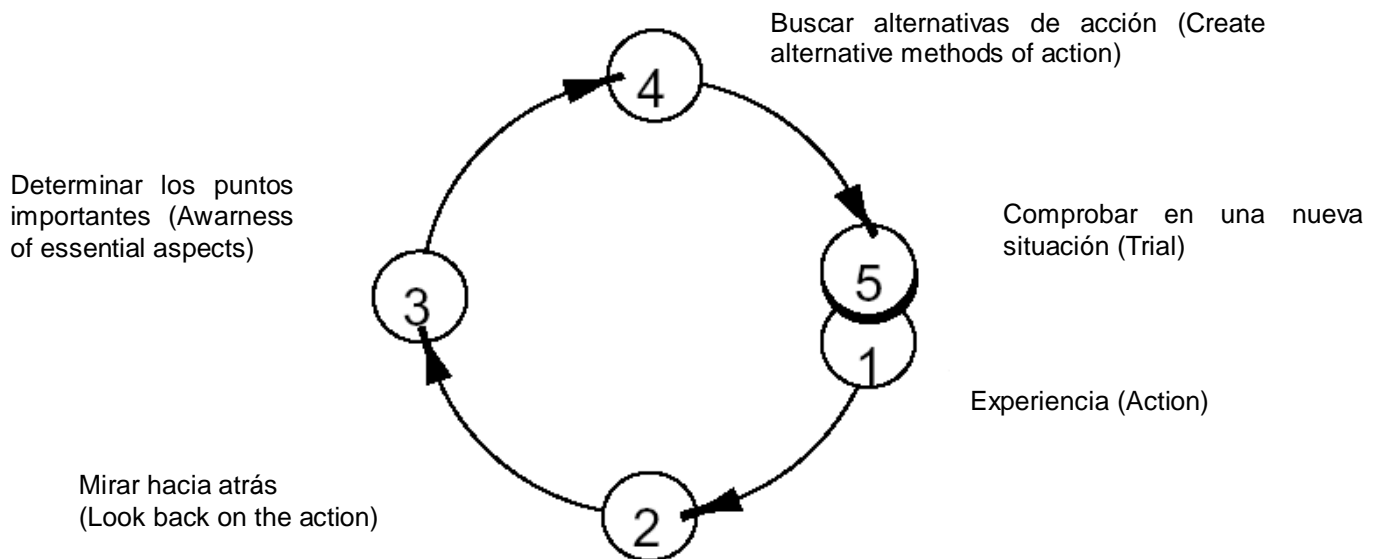 Buscar alternativas de acción (Create
alternative methods of action)
4
Determinar los puntos
importantes (Awarness
of essential aspects)
Comprobar en una nueva
situación (Trial)
5
3
1
Experiencia (Action)
Mirar hacia atrás
(Look back on the action)
2